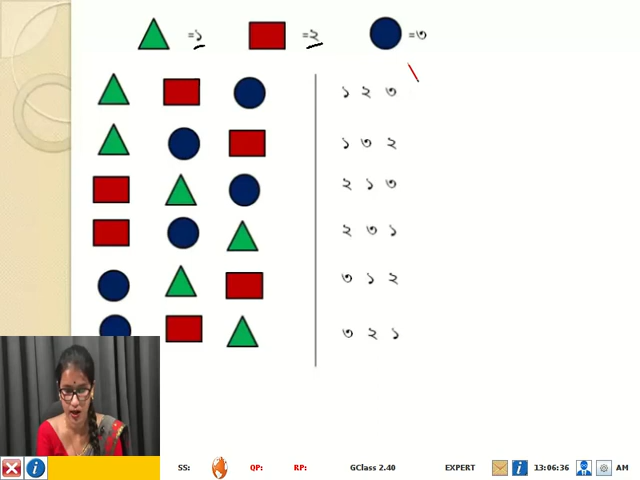 =১ =২ =৩
১ ২ ৩
১ ৩ ২
২ ১ ৩
২ ৩ ১
৩ ১ ২
৩ ২ ১
SS: QP: RP: GClass 2.40 EXPERT 13:06:36 AM